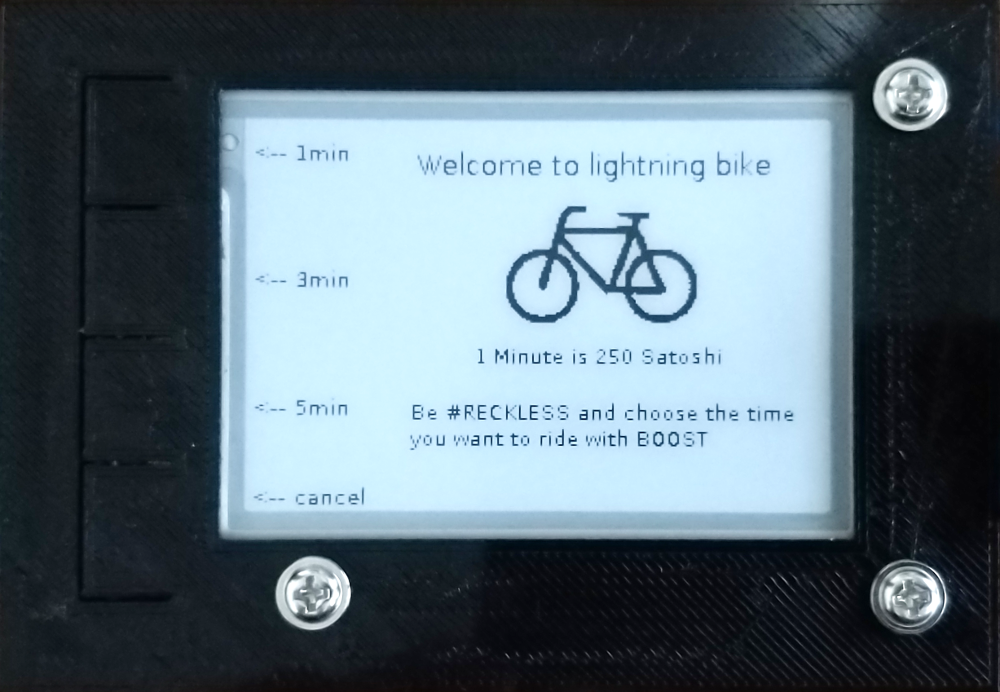 <-- 1min
Welcome to lightning bike
<-- 3min
1 Minute is 250 Satoshi
<-- 5min
Be #RECKLESS and choose the time
you want to ride with BOOST
<-- cancel